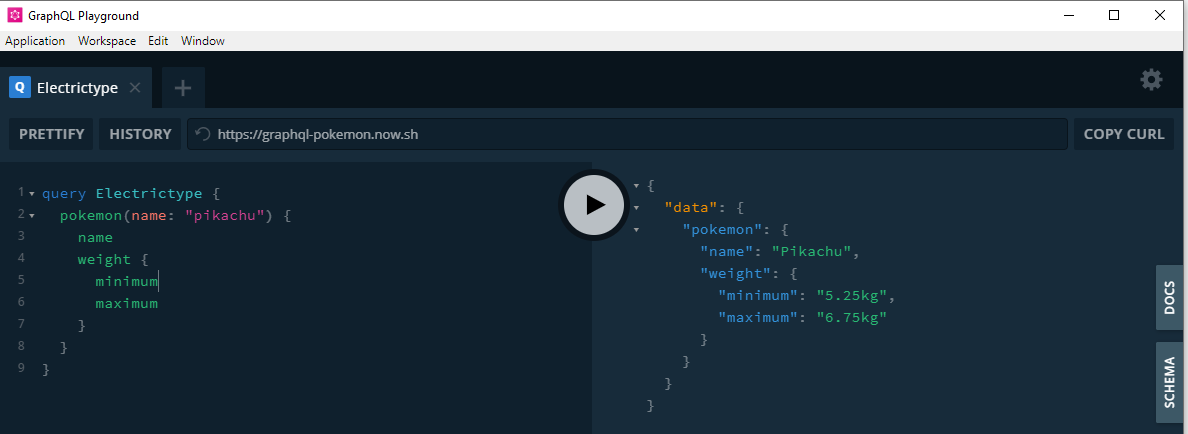 GraphQL Playground
Application Workspace Edit Window
Q Electrictype
PRETTIFY HISTORY https://graphql-pokemon.now.sh COPY CURL
1 query Electrictype {
2 pokemon(name: "pikachu") {
3 name
4 weight {
5 minimum
6 maximum
7 }
8 }
9 }
{
"data": {
"pokemon": {
"name": "Pikachu",
"weight": {
"minimum": "5.25kg",
"maximum": "6.75kg"
}
}
}
}
DOCS
SCHEMA